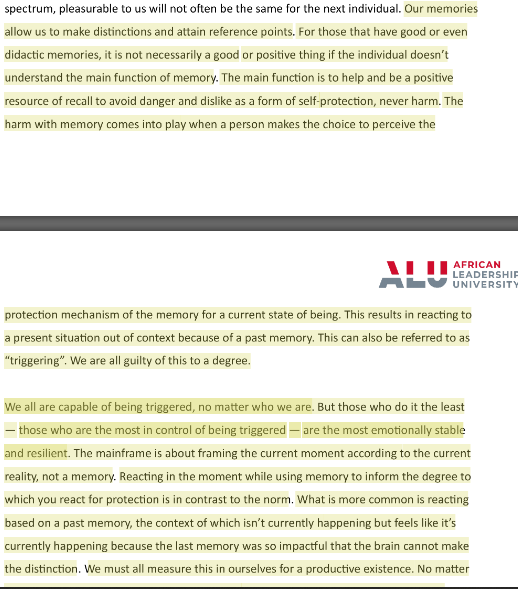 spectrum, pleasurable to us will not often be the same for the next individual. Our memories
allow us to make distinctions and attain reference points. For those that have good or even
didactic memories, it is not necessarily a good or positive thing if the individual doesn't
understand the main function of memory. The main function is to help and be a positive
resource of recall to avoid danger and dislike as a form of self-protection, never harm. The
harm with memory comes into play when a person makes the choice to perceive the
ALU AFRICAN
LEADERSHIP
UNIVERSITY
protection mechanism of the memory for a current state of being. This results in reacting to
a present situation out of context because of a past memory. This can also be referred to as
“triggering”. We are all guilty of this to a degree.
We all are capable of being triggered, no matter who we are. But those who do it the least
— those who are the most in control of being triggered — are the most emotionally stable
and resilient. The mainframe is about framing the current moment according to the current
reality, not a memory. Reacting in the moment while using memory to inform the degree to
which you react for protection is in contrast to the norm. What is more common is reacting
based on a past memory, the context of which isn't currently happening but feels like it's
currently happening because the last memory was so impactful that the brain cannot make
the distinction. We must all measure this in ourselves for a productive existence. No matter